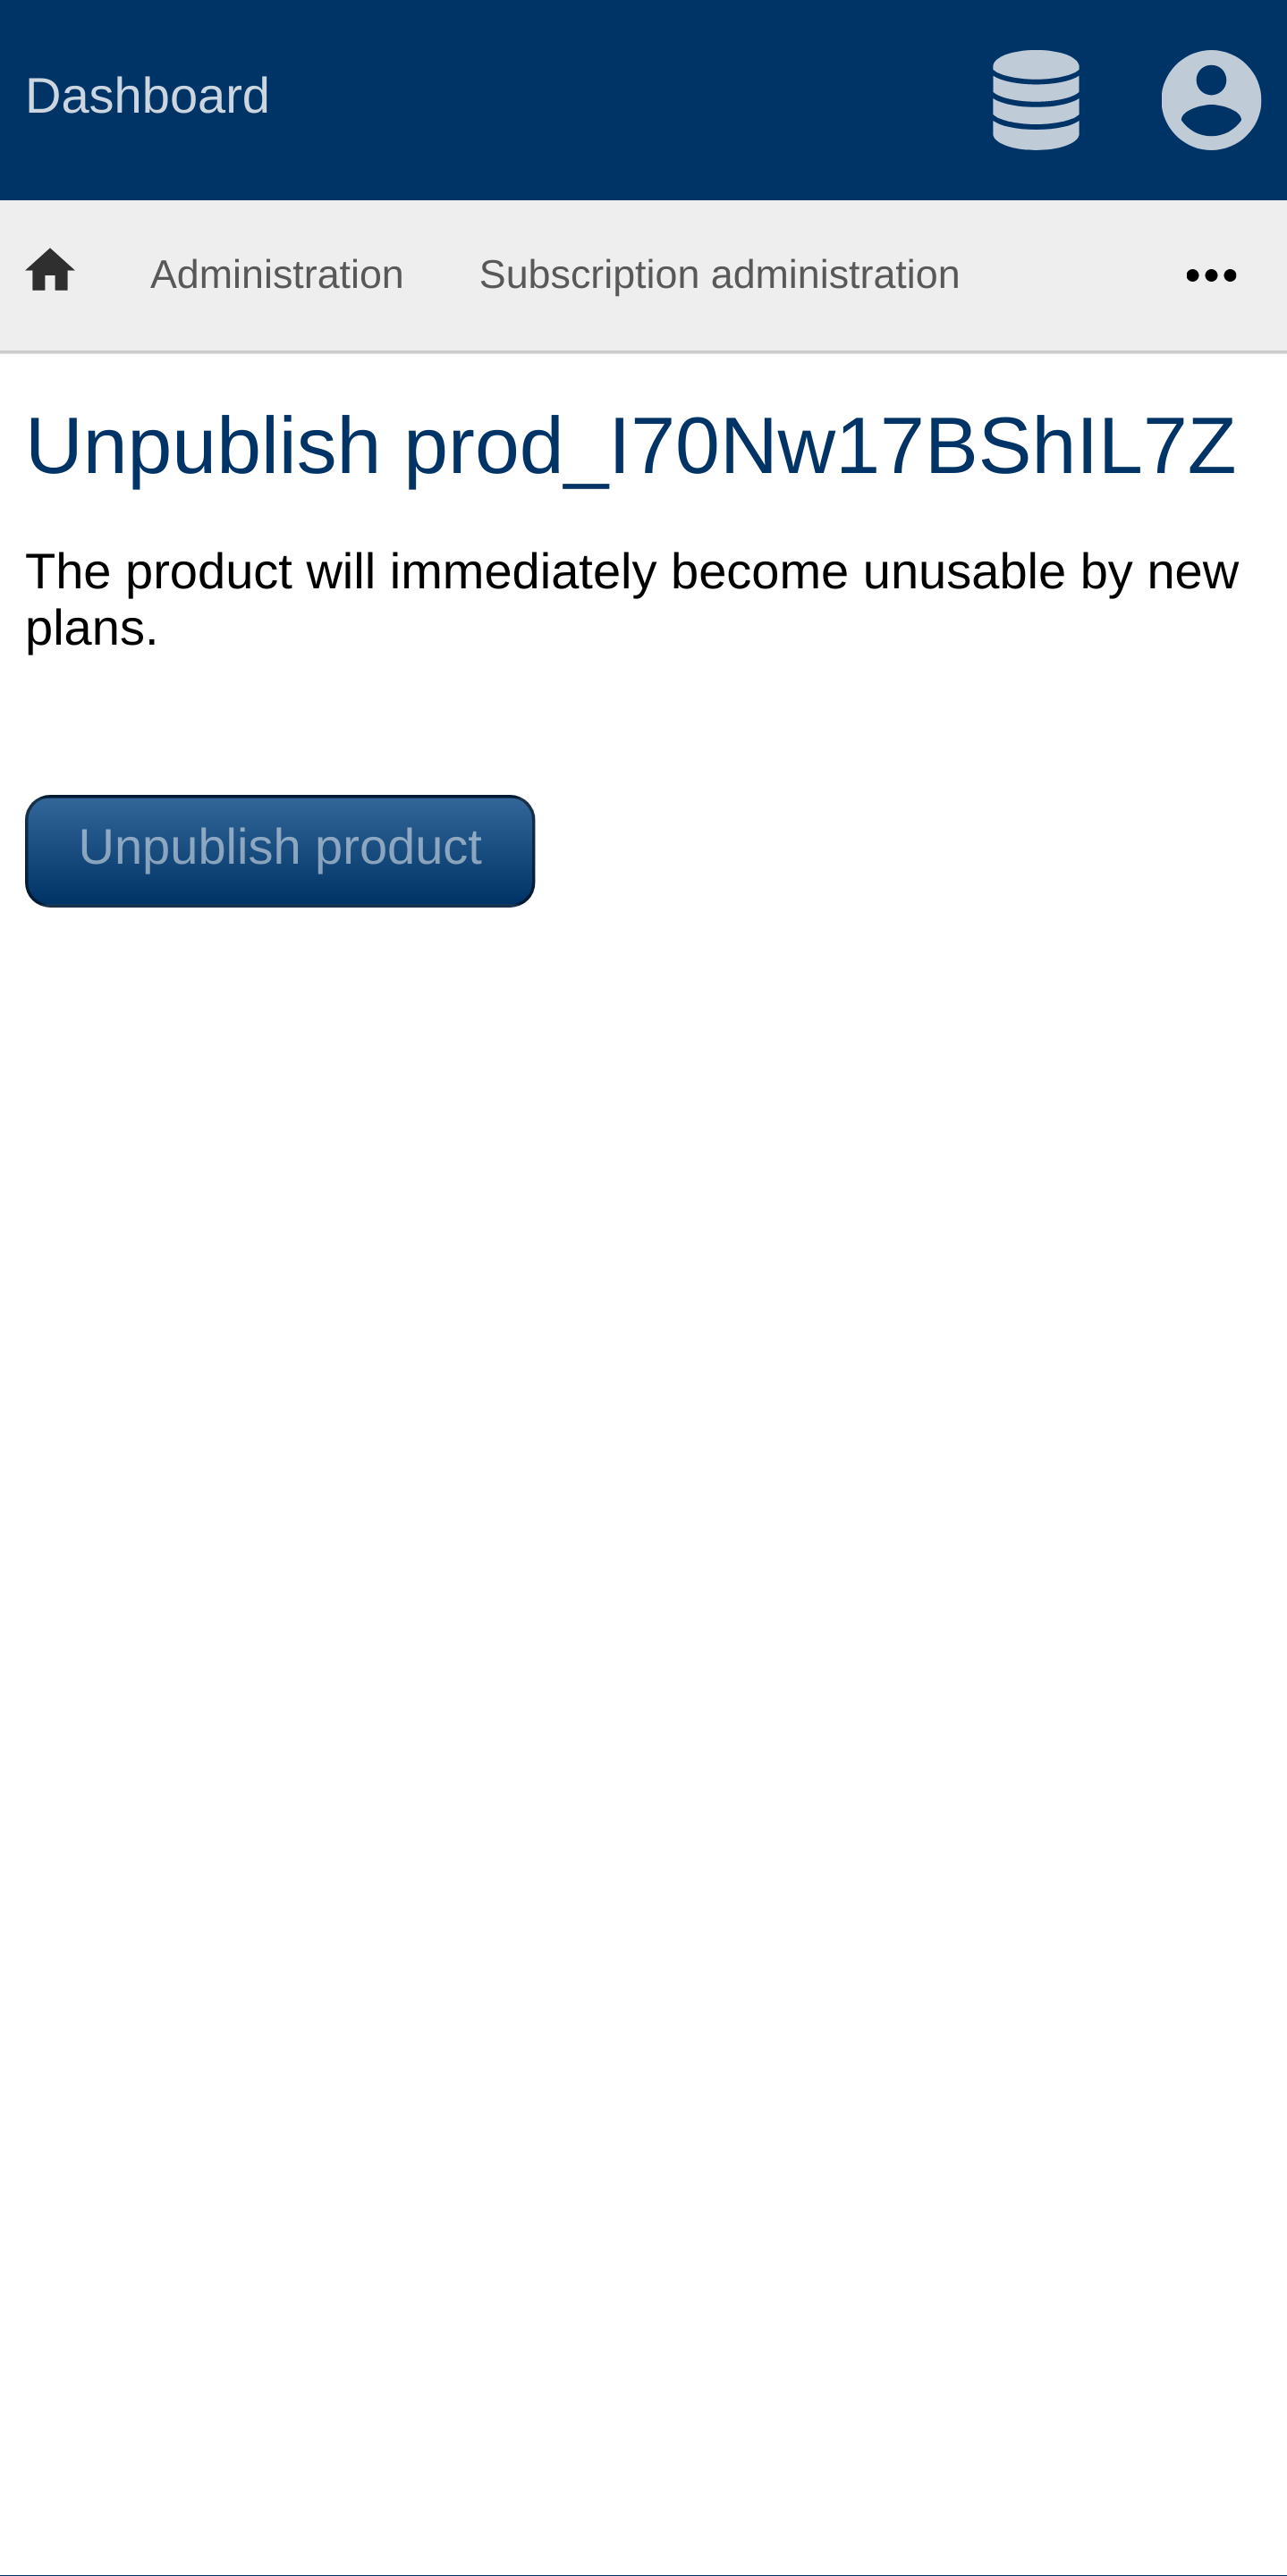 Dashboard
Administration Subscription administration
Unpublish prod_I70Nw17BShIL7Z
The product will immediately become unusable by new
plans.
Unpublish product